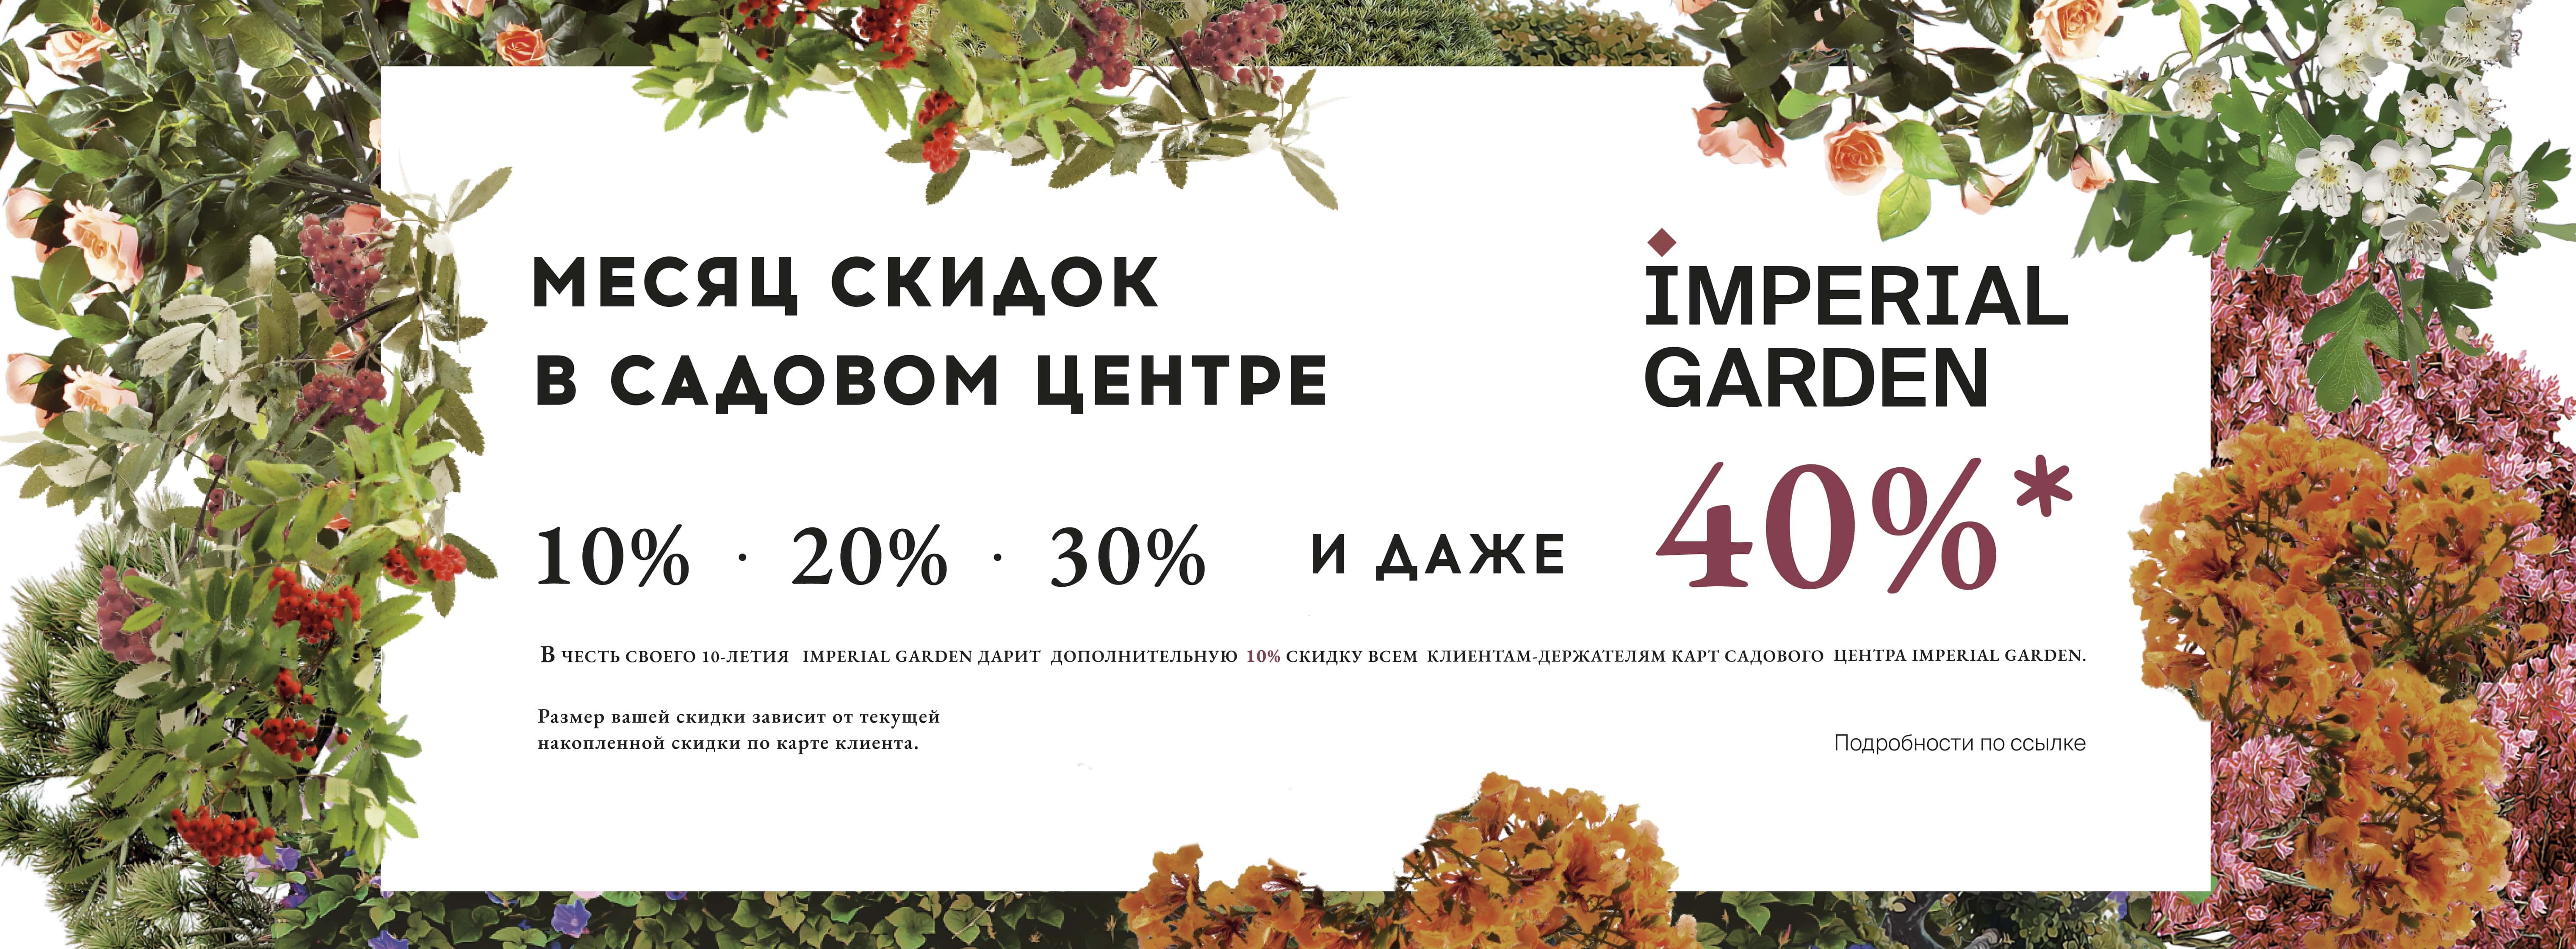 МЕСЯЦ СКИДОК
В САДОВОМ ЦЕНТРЕ
IMPERIAL
GARDEN
10% · 20% · 30% И ДАЖЕ 40%*
В ЧЕСТЬ СВОЕГО 10-ЛЕТИЯ IMPERIAL GARDEN ДАРИТ ДОПОЛНИТЕЛЬНУЮ 10% СКИДКУ ВСЕМ КЛИЕНТАМ-ДЕРЖАТЕЛЯМ КАРТ САДОВОГО ЦЕНТРА IMPERIAL GARDEN.
Размер вашей скидки зависит от текущей
накопленной скидки по карте клиента.
Подробности по ссылке